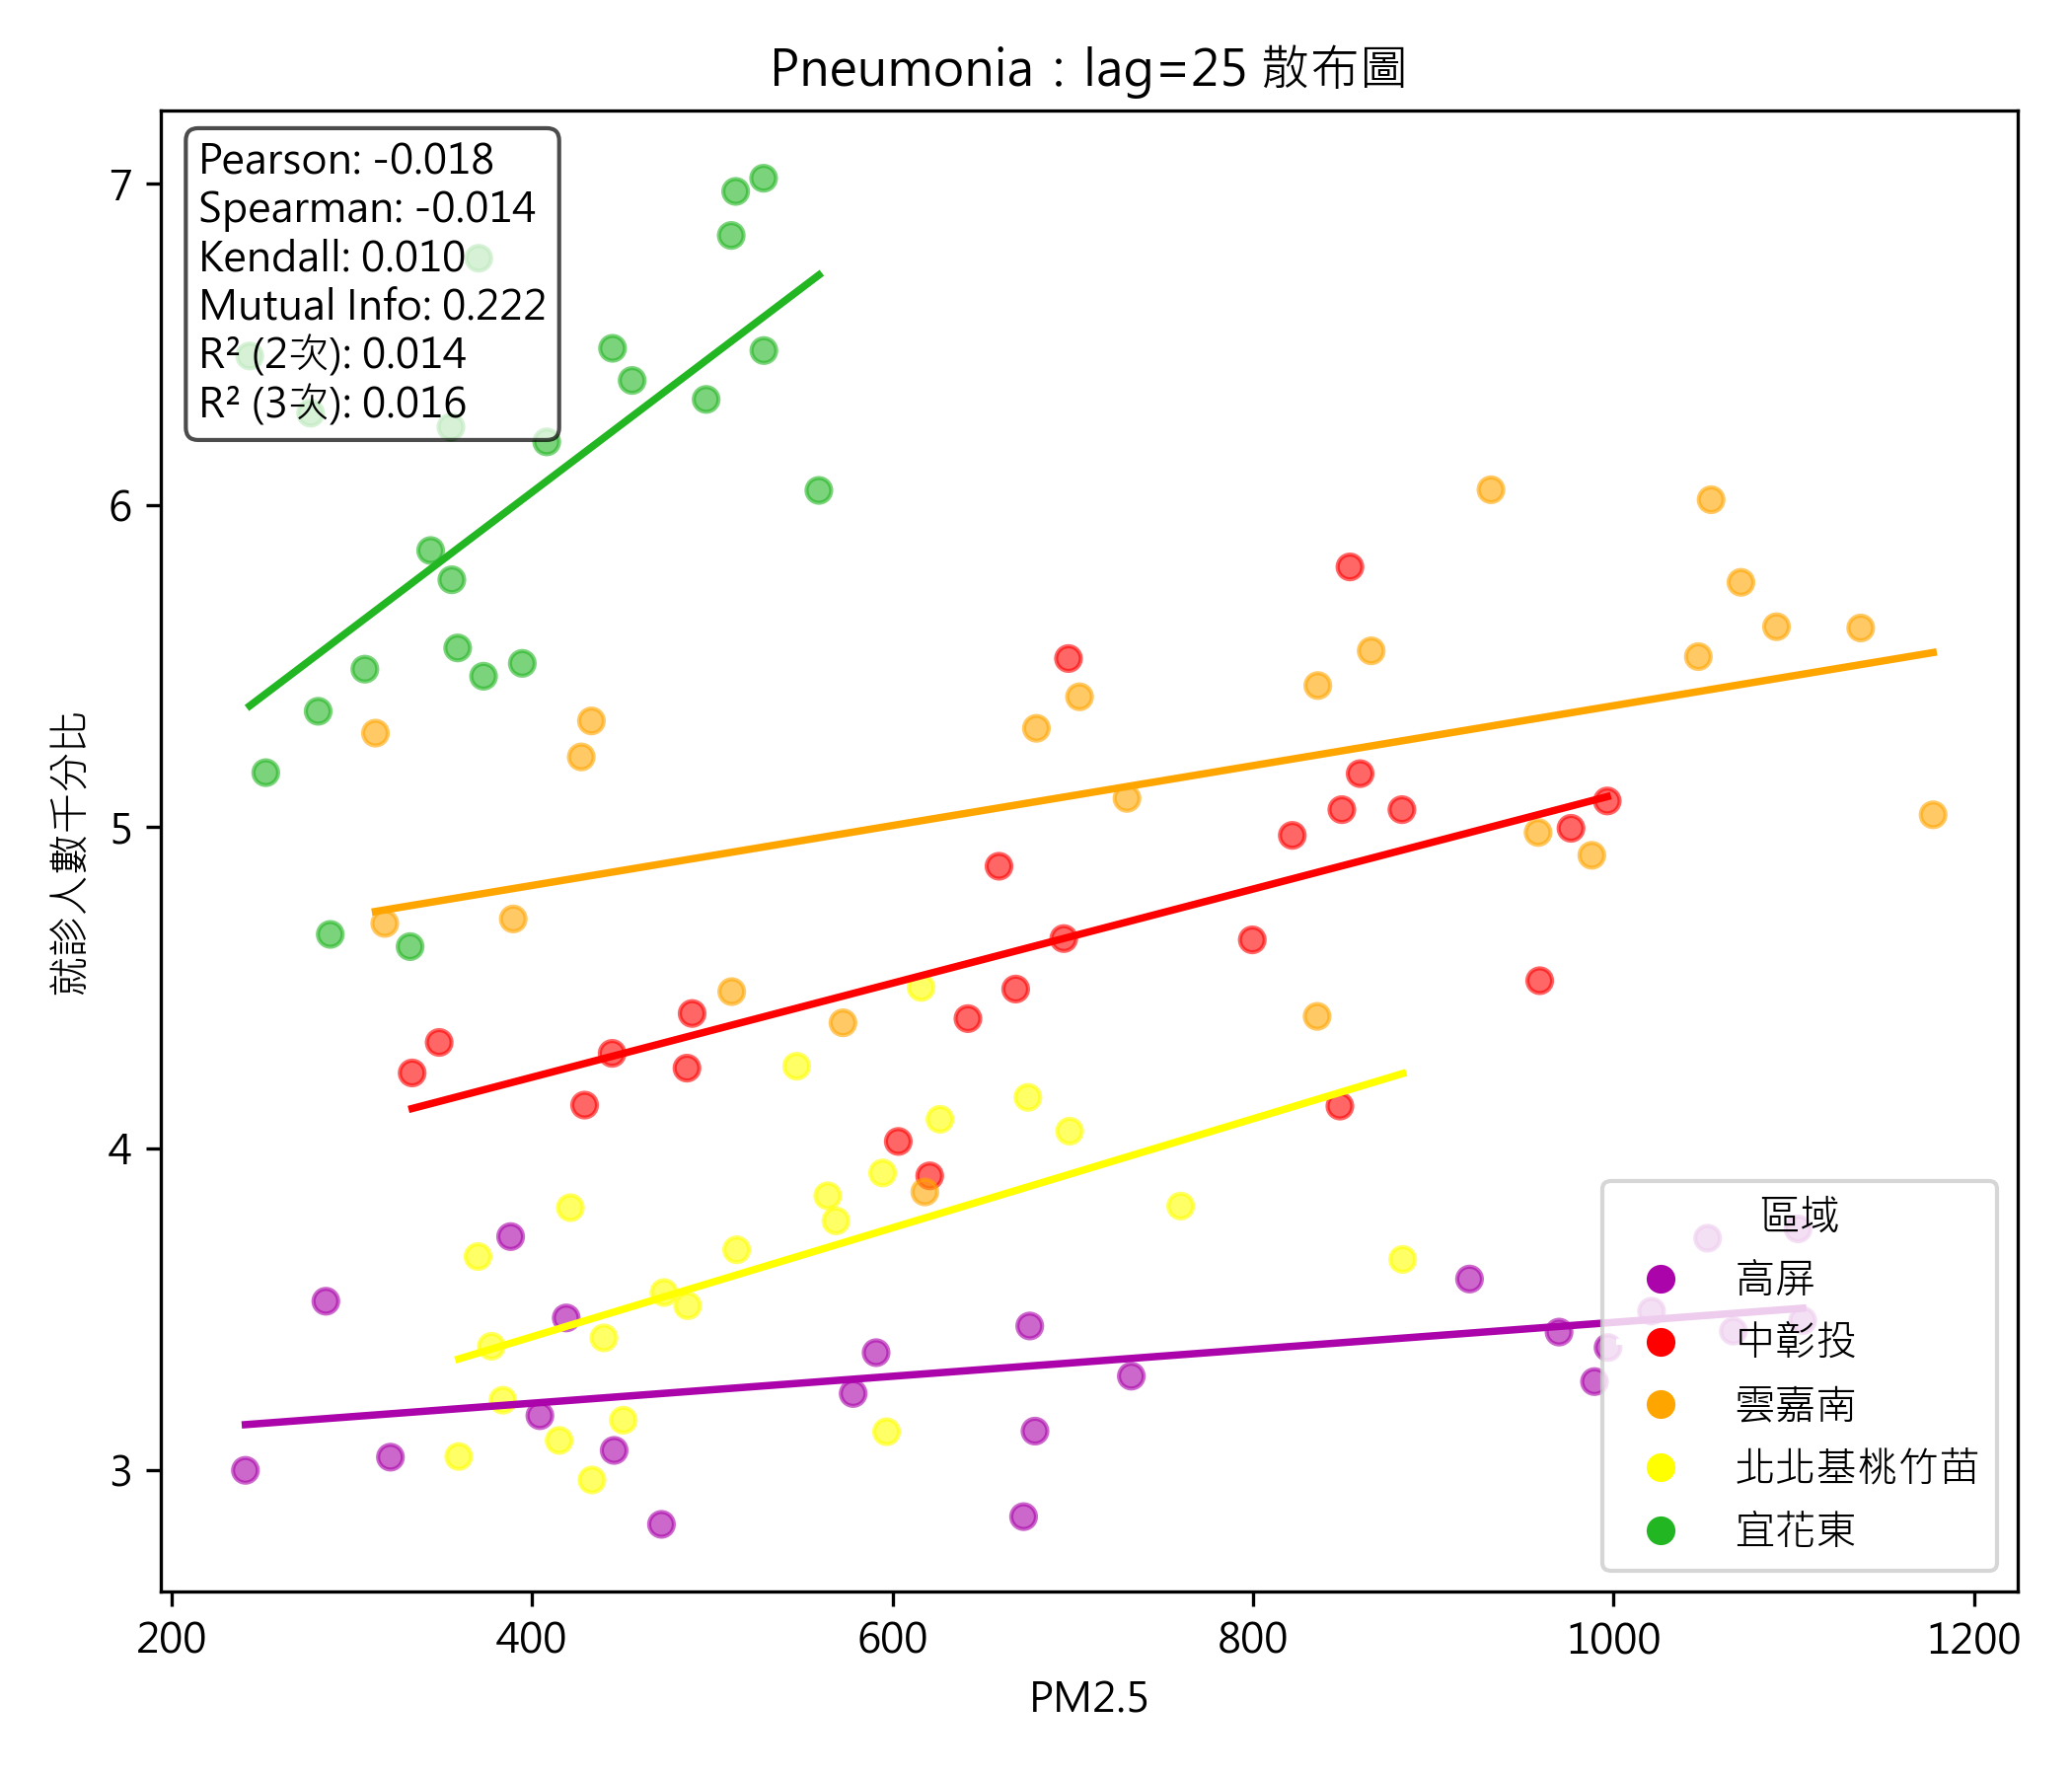 Pneumonia：lag=25 散布圖
Pearson: -0.018
Spearman: -0.014
Kendall: 0.010
Mutual Info: 0.222
R² (2次): 0.014
R² (3次): 0.016
7
6
5
4
3
就診人數千分比
區域
高屏
中彰投
雲嘉南
北北基桃竹苗
宜花東
200 400 600 800 1000 1200
PM2.5